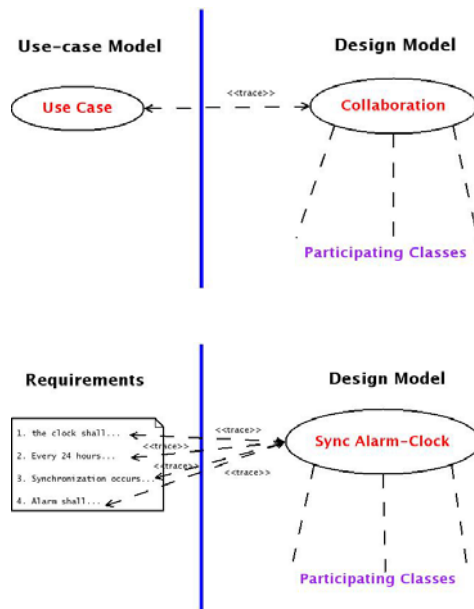 Use-case Model
Design Model
Use Case
<<trace>>
Collaboration
Participating Classes
Requirements
Design Model
1. the clock shall...
<<trace>>
<<trace>>
Sync Alarm-Clock
2. Every 24 hours...
<<trace>>
<<trace>>
3. Synchronization occurs...
4. Alarm shall...
Participating Classes